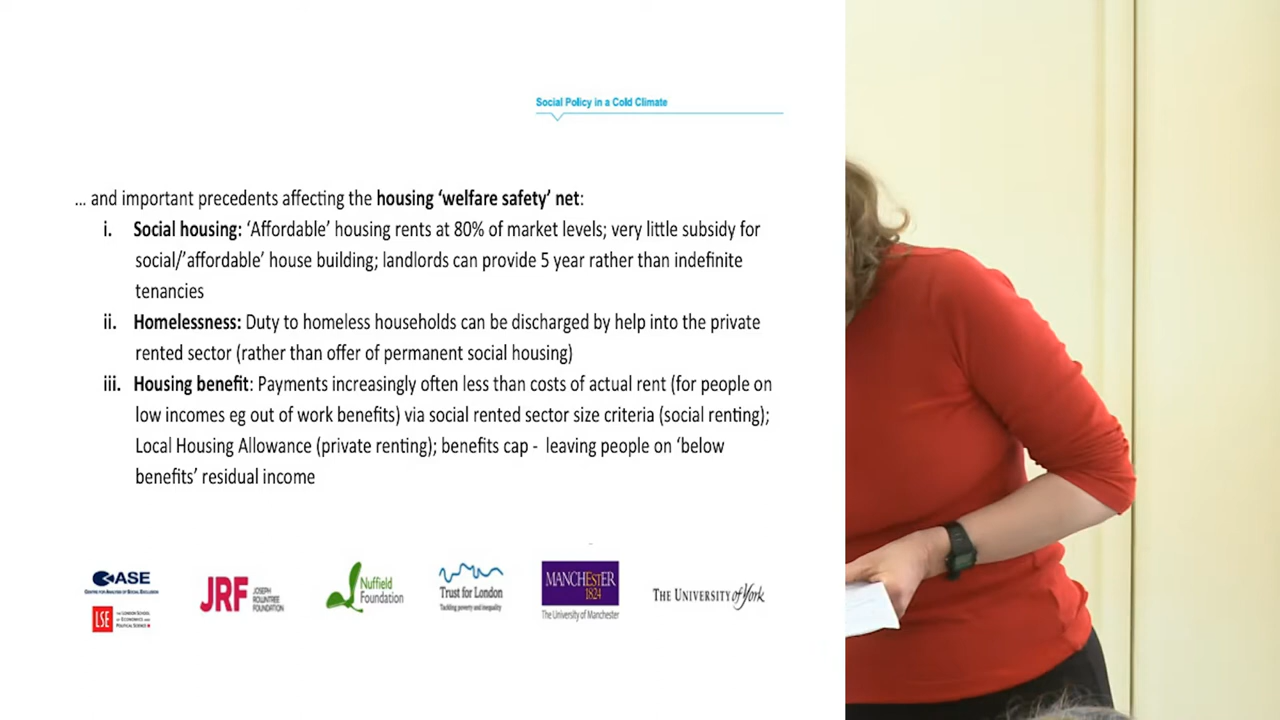 Social Policy in a Cold Climate
... and important precedents affecting the housing ‘welfare safety’ net:
i. Social housing: ‘Affordable’ housing rents at 80% of market levels; very little subsidy for
social/’affordable’ house building; landlords can provide 5 year rather than indefinite
tenancies
ii. Homelessness: Duty to homeless households can be discharged by help into the private
rented sector (rather than offer of permanent social housing)
iii. Housing benefit: Payments increasingly often less than costs of actual rent (for people on
low incomes eg out of work benefits) via social rented sector size criteria (social renting);
Local Housing Allowance (private renting); benefits cap - leaving people on ‘below
benefits’ residual income
CASE
CENTRE FOR ANALYSIS OF SOCIAL EXCLUSION
LSE
THE LONDON SCHOOL
OF ECONOMICS AND
POLITICAL SCIENCE
JRF
JOSEPH
ROWNTREE
FOUNDATION
Nuffield
Foundation
Trust for London
Tackling poverty and inequality
MANCHESTER
1824
The University of Manchester
THE UNIVERSITY of York